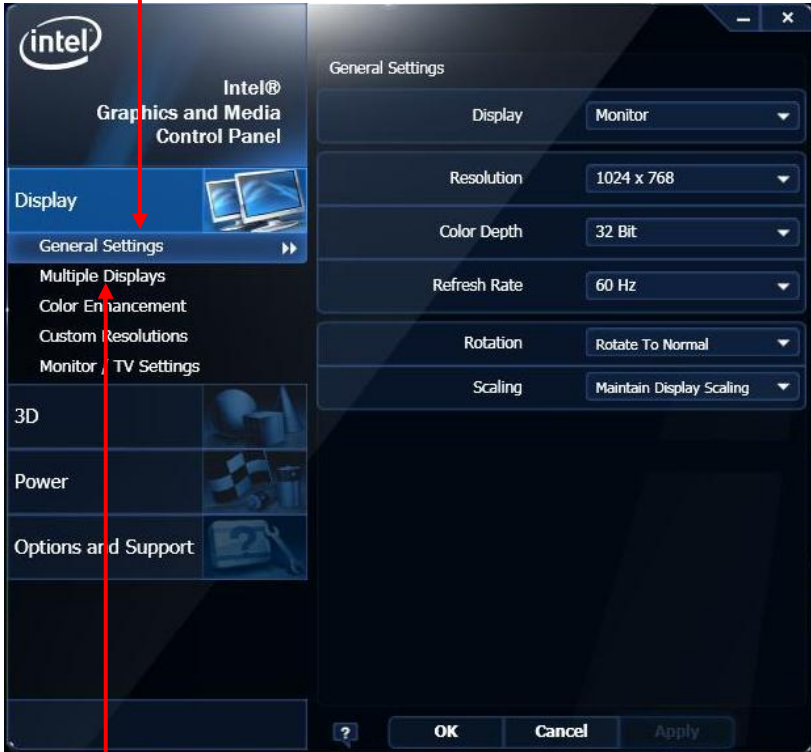 intel
Intel®
Graphics and Media
Control Panel
Display
General Settings
Multiple Displays
Color Enhancement
Custom Resolutions
Monitor / TV Settings
3D
Power
Options and Support
General Settings
Display Monitor
Resolution 1024 x 768
Color Depth 32 Bit
Refresh Rate 60 Hz
Rotation Rotate To Normal
Scaling Maintain Display Scaling
? OK Cancel Apply